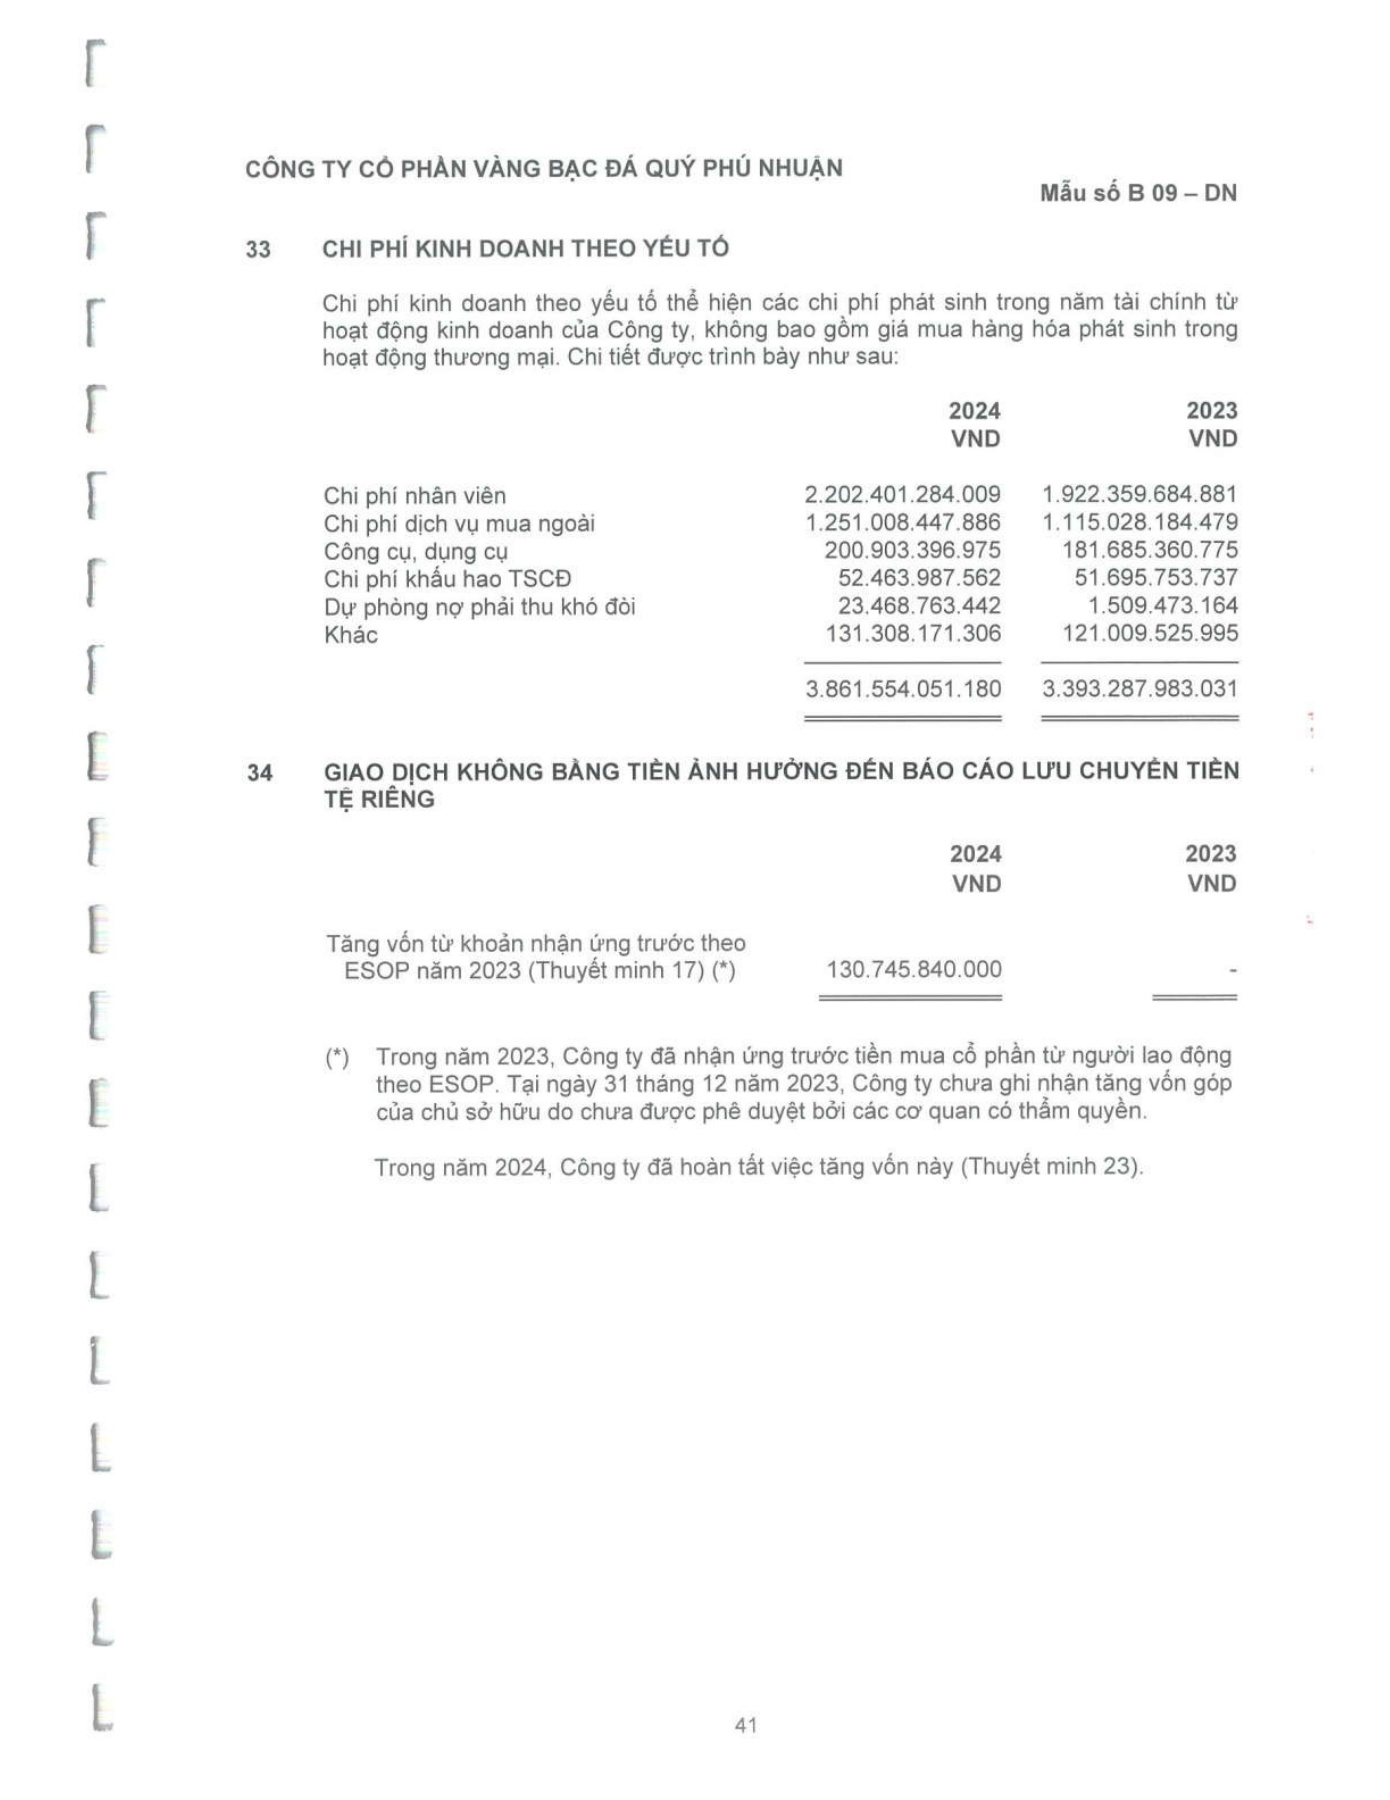 CÔNG TY CỔ PHẦN VÀNG BẠC ĐÁ QUÝ PHÚ NHUẬN
Mẫu số B 09 – DN
33 CHI PHÍ KINH DOANH THEO YẾU TỐ
Chi phí kinh doanh theo yếu tố thể hiện các chi phí phát sinh trong năm tài chính từ
hoạt động kinh doanh của Công ty, không bao gồm giá mua hàng hóa phát sinh trong
hoạt động thương mại. Chi tiết được trình bày như sau:
2024 2023
VND VND
Chi phí nhân viên 2.202.401.284.009 1.922.359.684.881
Chi phí dịch vụ mua ngoài 1.251.008.447.886 1.115.028.184.479
Công cụ, dụng cụ 200.903.396.975 181.685.360.775
Chi phí khấu hao TSCĐ 52.463.987.562 51.695.753.737
Dự phòng nợ phải thu khó đòi 23.468.763.442 1.509.473.164
Khác 131.308.171.306 121.009.525.995
3.861.554.051.180 3.393.287.983.031
34 GIAO DỊCH KHÔNG BẰNG TIỀN ẢNH HƯỞNG ĐẾN BÁO CÁO LƯU CHUYỂN TIỀN
TỆ RIÊNG
2024 2023
VND VND
Tăng vốn từ khoản nhận ứng trước theo
ESOP năm 2023 (Thuyết minh 17) (*) 130.745.840.000 -
(*) Trong năm 2023, Công ty đã nhận ứng trước tiền mua cổ phần từ người lao động
theo ESOP. Tại ngày 31 tháng 12 năm 2023, Công ty chưa ghi nhận tăng vốn góp
của chủ sở hữu do chưa được phê duyệt bởi các cơ quan có thẩm quyền.
Trong năm 2024, Công ty đã hoàn tất việc tăng vốn này (Thuyết minh 23).
41